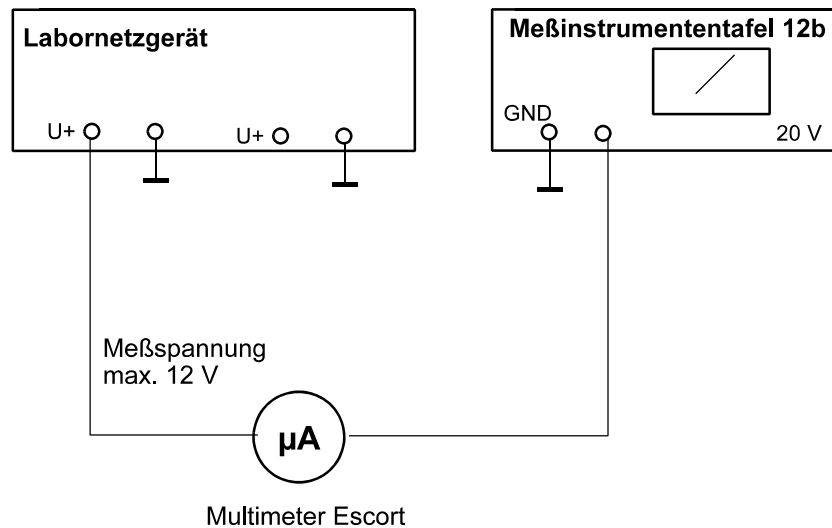 Labornetzgerät
Meßinstrumententafel 12b
U+
U+
GND
20 V
Meßspannung
max. 12 V
µA
Multimeter Escort